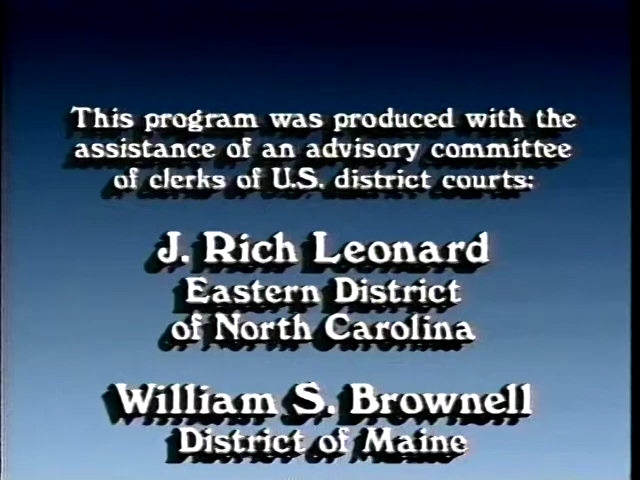 This program was produced with the
assistance of an advisory committee
of clerks of U.S. district courts:
J. Rich Leonard
Eastern District
of North Carolina
William S. Brownell
District of Maine